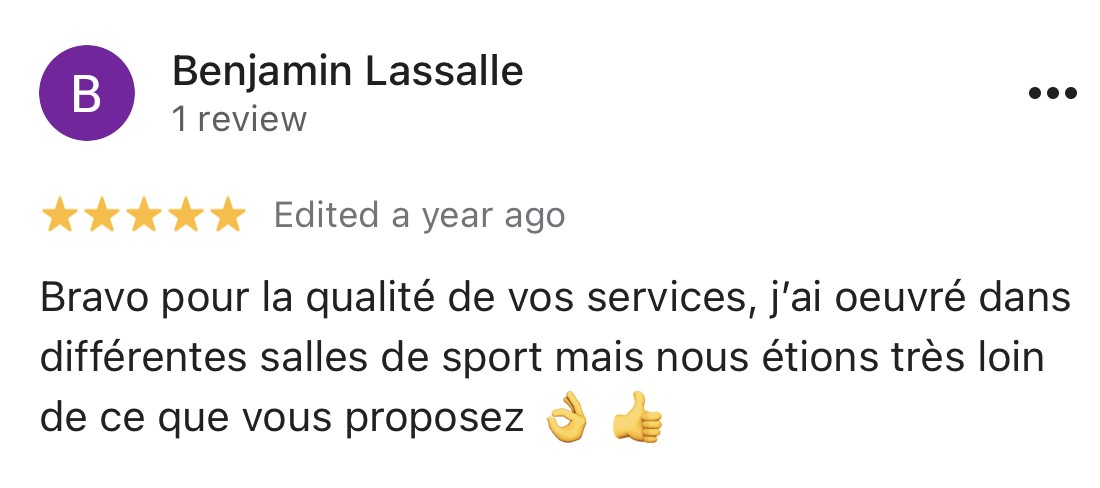 B
Benjamin Lassalle
1 review
Edited a year ago
Bravo pour la qualité de vos services, j’ai oeuvré dans
différentes salles de sport mais nous étions très loin
de ce que vous proposez 👌 👍